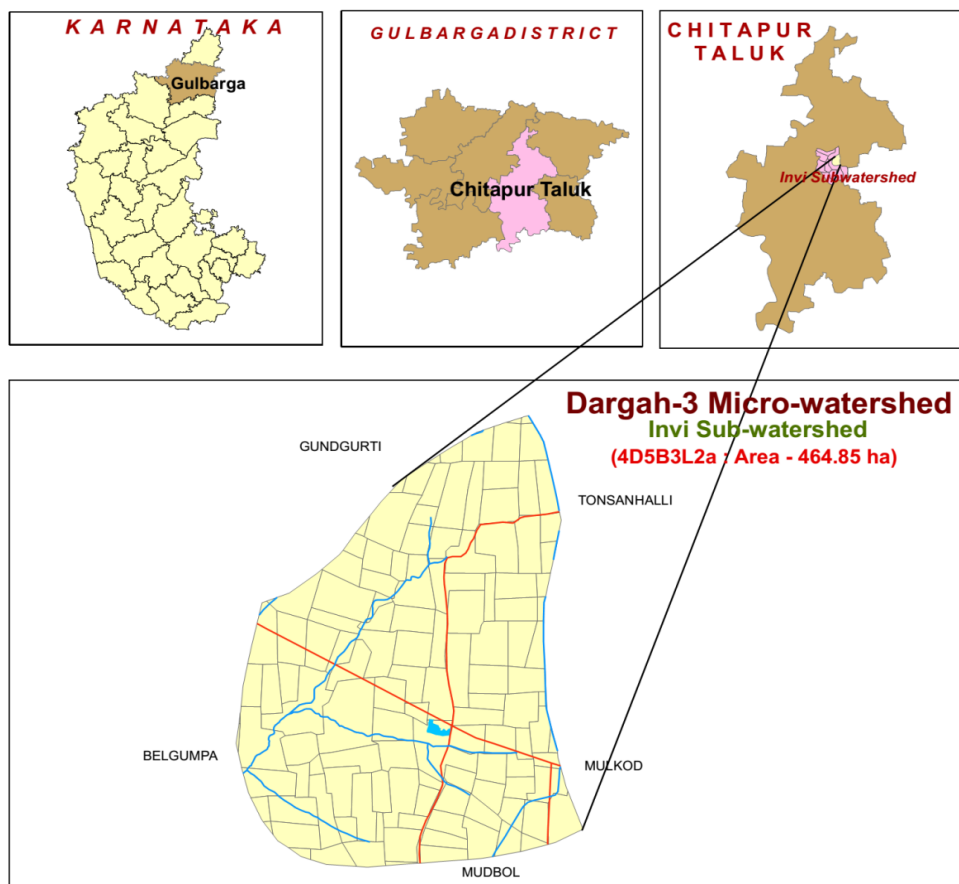 K A R N A T A K A
Gulbarga
G U L B A R G A D I S T R I C T
Chitapur Taluk
C H I T A P U R
T A L U K
Invi Subwatershed
Dargah-3 Micro-watershed
Invi Sub-watershed
(4D5B3L2a : Area - 464.85 ha)
GUNDGURTI
TONSANHALLI
BELGUMPA
MULKOD
MUDBOL